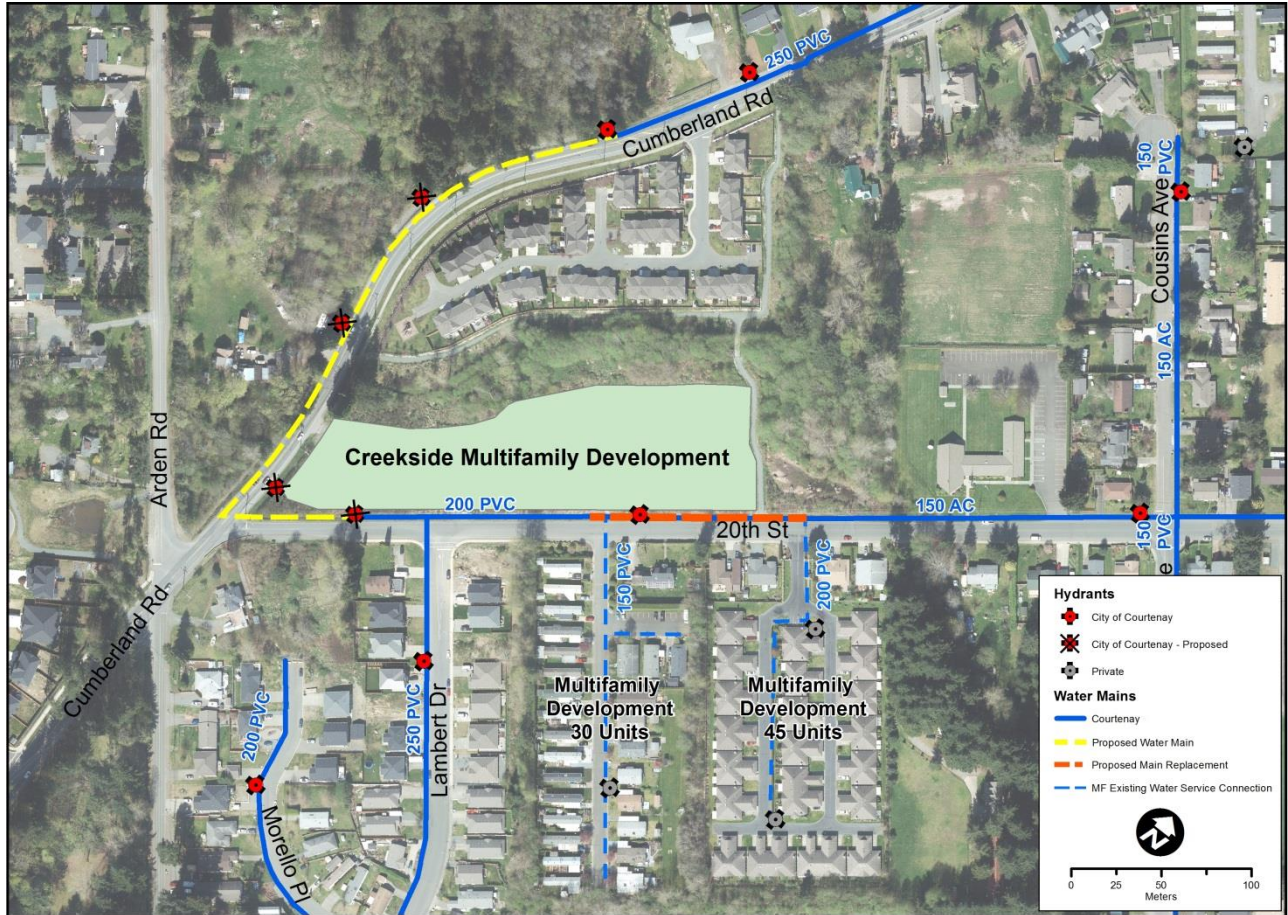 250 PVC
Cumberland Rd
150
PVC
Cousins Ave
150 AC
Arden Rd
Creekside Multifamily Development
200 PVC
150 AC
20th St
150
PVC
e
Cumberland Rd
150 PVC
200 PVC
200 PVC
250 PVC
Lambert Dr
Morello Pl
Multifamily
Development
30 Units
Multifamily
Development
45 Units
Hydrants
City of Courtenay
City of Courtenay - Proposed
Private
Water Mains
Courtenay
Proposed Water Main
Proposed Main Replacement
MF Existing Water Service Connection
N
0 25 50 100
Meters